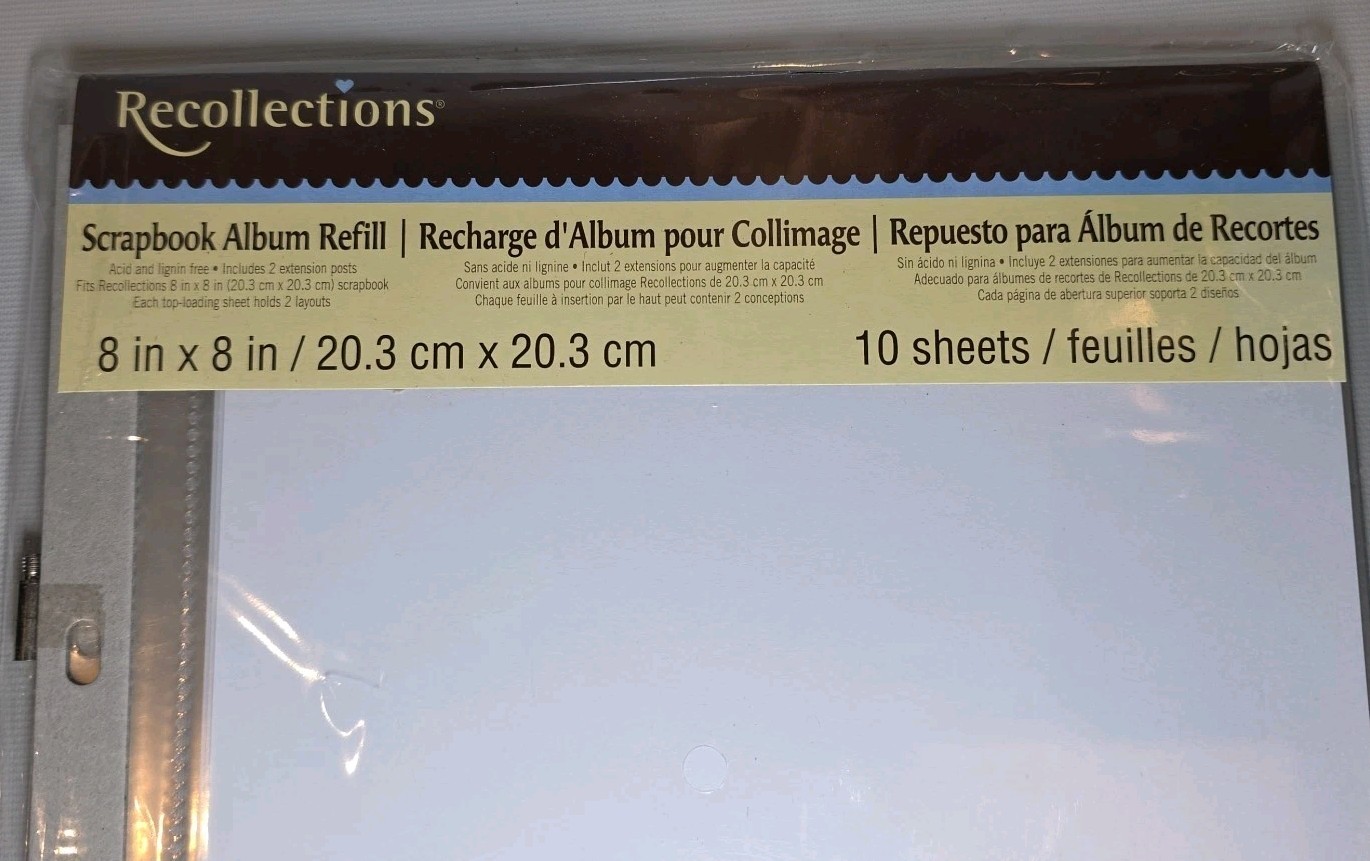 Recollections®
Scrapbook Album Refill | Recharge d'Album pour Collimage | Repuesto para Álbum de Recortes
Acid and lignin free • Includes 2 extension posts
Fits Recollections 8 in x 8 in (20.3 cm x 20.3 cm) scrapbook
Each top-loading sheet holds 2 layouts
Sans acide ni lignine • Inclut 2 extensions pour augmenter la capacité
Convient aux albums pour collimage Recollections de 20.3 cm x 20.3 cm
Chaque feuille à insertion par le haut peut contenir 2 conceptions
Sin ácido ni lignina • Incluye 2 extensiones para aumentar la capacidad del álbum
Adecuado para álbumes de recortes de Recollections de 20.3 cm x 20.3 cm
Cada página de abertura superior soporta 2 diseños
8 in x 8 in / 20.3 cm x 20.3 cm
10 sheets / feuilles / hojas